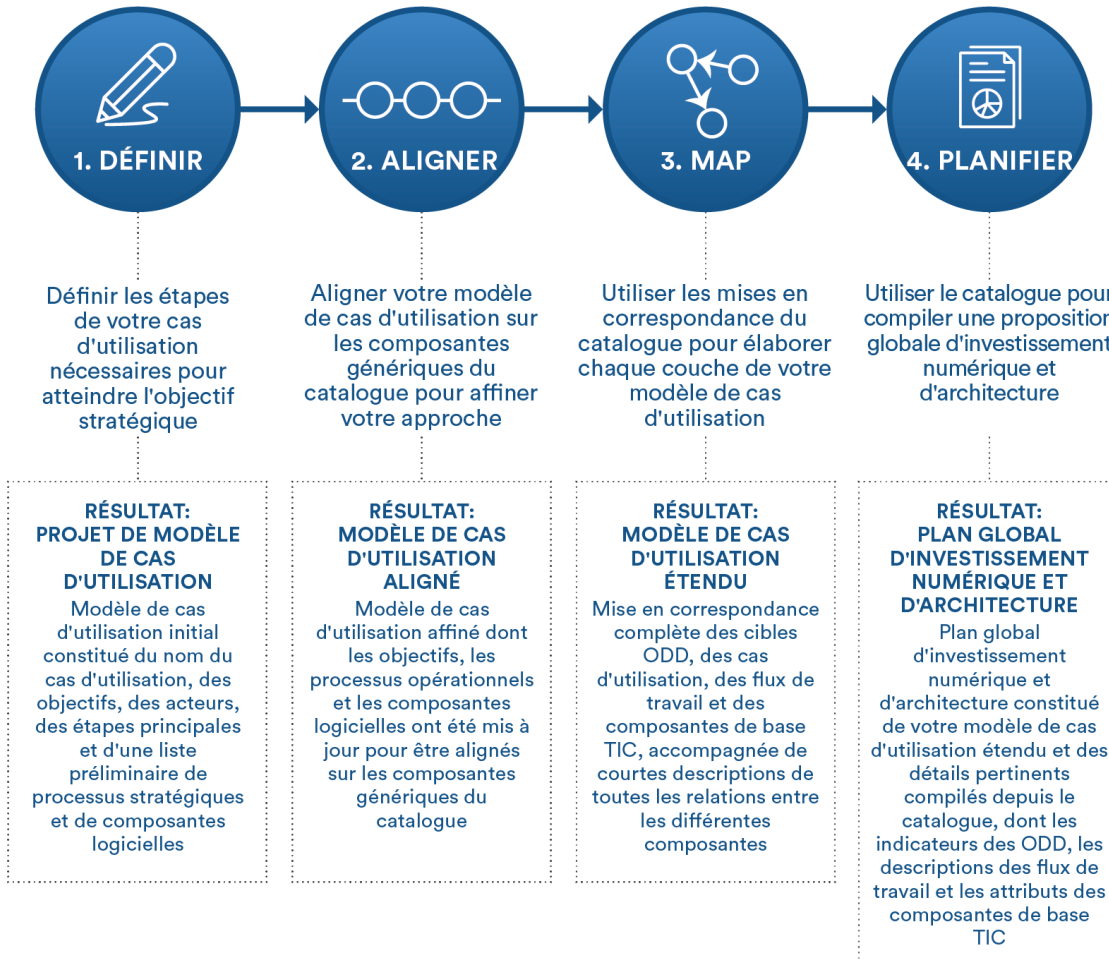 1. DÉFINIR
2. ALIGNER
3. MAP
4. PLANIFIER
Définir les étapes
de votre cas
d'utilisation
nécessaires pour
atteindre l'objectif
stratégique
Aligner votre modèle
de cas d'utilisation sur
les composantes
génériques du
catalogue pour affiner
votre approche
Utiliser les mises en
correspondance du
catalogue pour élaborer
chaque couche de votre
modèle de cas
d'utilisation
Utiliser le catalogue pour
compiler une proposition
globale d'investissement
numérique et
d'architecture
RÉSULTAT:
PROJET DE MODÈLE
DE CAS
D'UTILISATION
Modèle de cas
d'utilisation initial
constitué du nom du
cas d'utilisation, des
objectifs, des acteurs,
des étapes principales
et d'une liste
préliminaire de
processus stratégiques
et de composantes
logicielles
RÉSULTAT:
MODÈLE DE CAS
D'UTILISATION
ALIGNÉ
Modèle de cas
d'utilisation affiné dont
les objectifs, les
processus opérationnels
et les composantes
logicielles ont été mis à
jour pour être alignés
sur les composantes
génériques du
catalogue
RÉSULTAT:
MODÈLE DE CAS
D'UTILISATION
ÉTENDU
Mise en correspondance
complète des cibles
ODD, des cas
d'utilisation, des flux de
travail et des
composantes de base
TIC, accompagnée de
courtes descriptions de
toutes les relations entre
les différentes
composantes
RÉSULTAT:
PLAN GLOBAL
D'INVESTISSEMENT
NUMÉRIQUE ET
D'ARCHITECTURE
Plan global
d'investissement
numérique et
d'architecture constitué
de votre modèle de cas
d'utilisation étendu et des
détails pertinents
compilés depuis le
catalogue, dont les
indicateurs des ODD, les
descriptions des flux de
travail et les attributs des
composantes de base
TIC